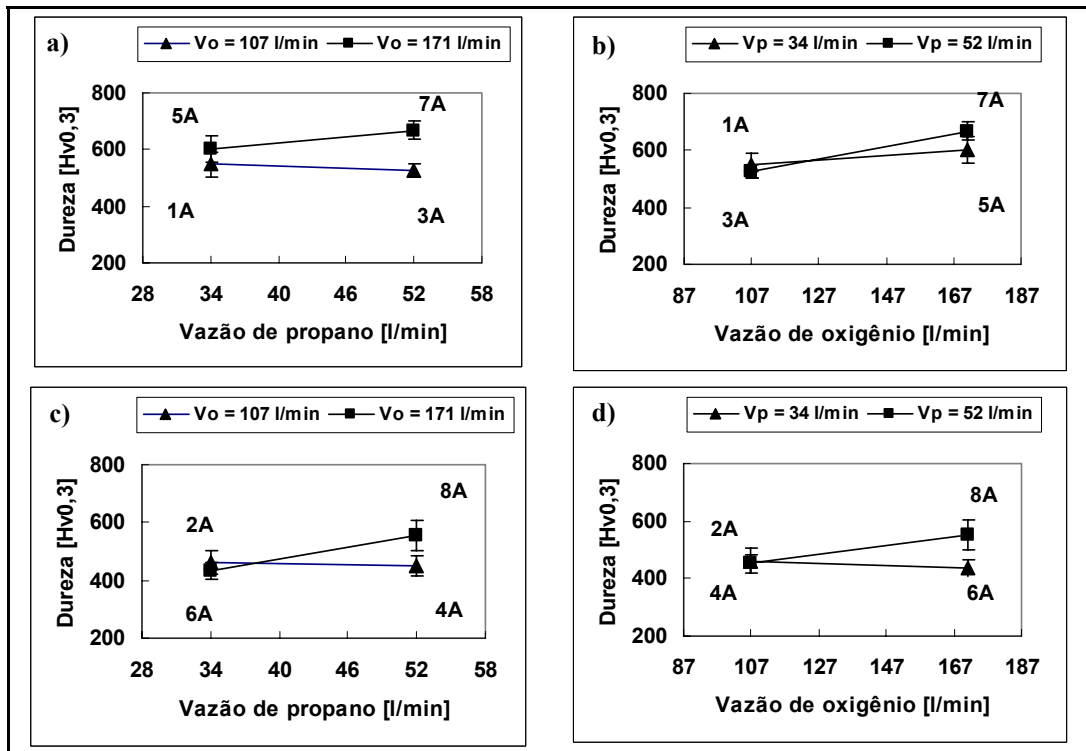 a)
Vo = 107 l/min Vo = 171 l/min
Dureza [Hv0,3]
800
600
400
200
5A
7A
1A
3A
28 34 40 46 52 58
Vazão de propano [l/min]
b)
Vp = 34 l/min Vp = 52 l/min
Dureza [Hv0,3]
800
600
400
200
1A
7A
3A
5A
87 107 127 147 167 187
Vazão de oxigênio [l/min]
c)
Vo = 107 l/min Vo = 171 l/min
Dureza [Hv0,3]
800
600
400
200
2A
8A
6A
4A
28 34 40 46 52 58
Vazão de propano [l/min]
d)
Vp = 34 l/min Vp = 52 l/min
Dureza [Hv0,3]
800
600
400
200
2A
8A
4A
6A
87 107 127 147 167 187
Vazão de oxigênio [l/min]